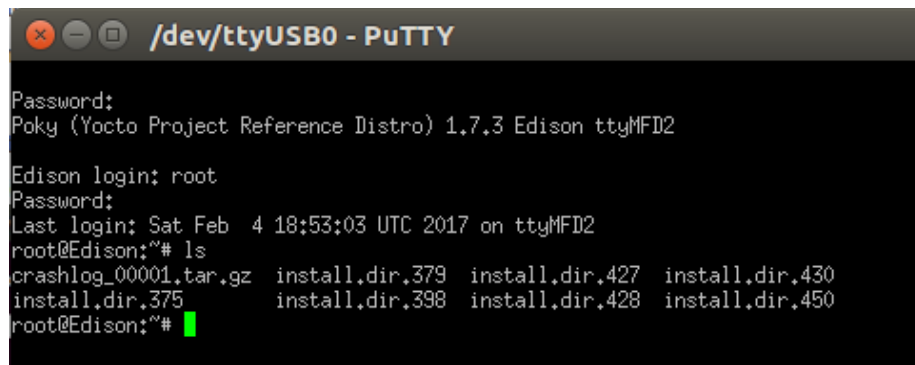 /dev/ttyUSB0 - PuTTY
Password:
Poky (Yocto Project Reference Distro) 1.7.3 Edison ttyMFD2
Edison login: root
Password:
Last login: Sat Feb  4 18:53:03 UTC 2017 on ttyMFD2
root@Edison:~# ls
crashlog_00001.tar.gz  install.dir.379  install.dir.427  install.dir.430
install.dir.375        install.dir.398  install.dir.428  install.dir.450
root@Edison:~#